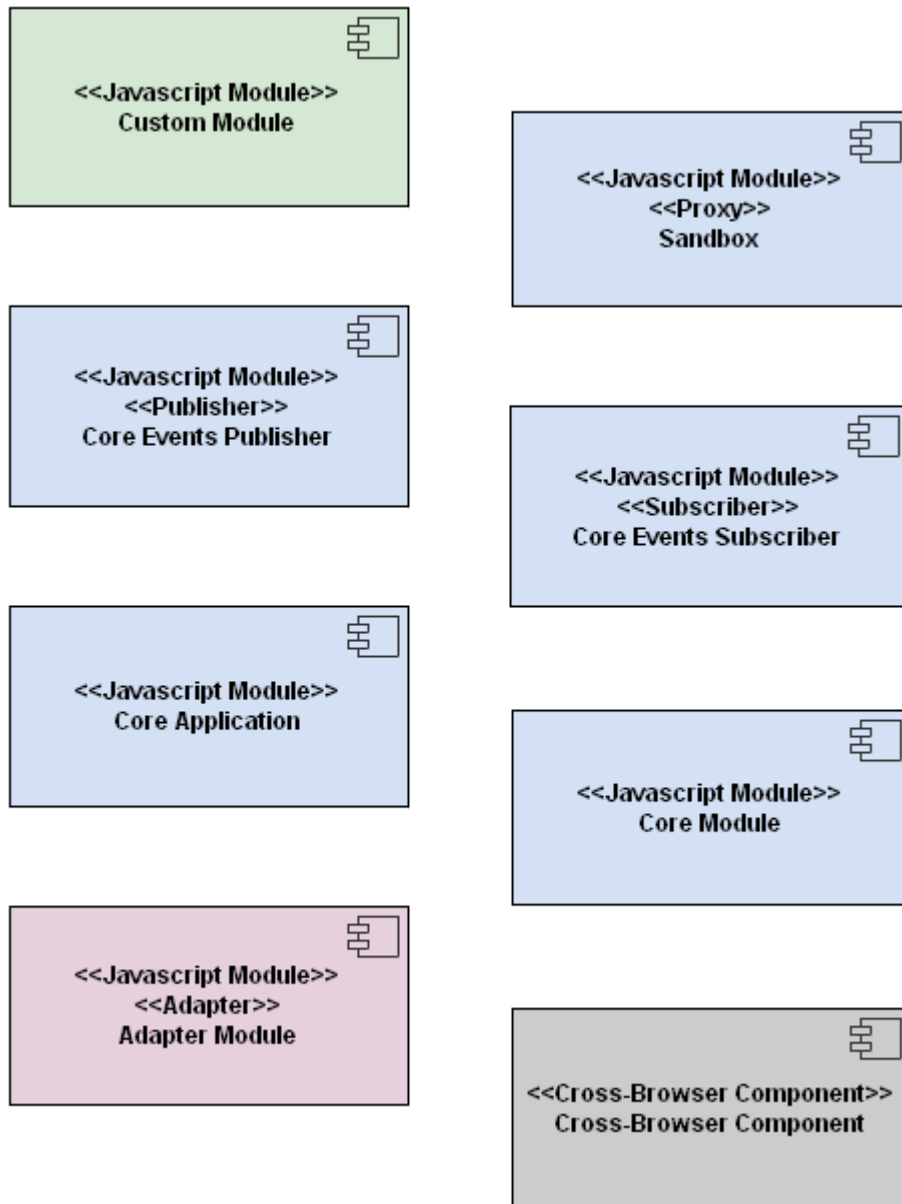 <<Javascript Module>>
Custom Module
<<Javascript Module>>
<<Proxy>>
Sandbox
<<Javascript Module>>
<<Publisher>>
Core Events Publisher
<<Javascript Module>>
<<Subscriber>>
Core Events Subscriber
<<Javascript Module>>
Core Application
<<Javascript Module>>
Core Module
<<Javascript Module>>
<<Adapter>>
Adapter Module
<<Cross-Browser Component>>
Cross-Browser Component